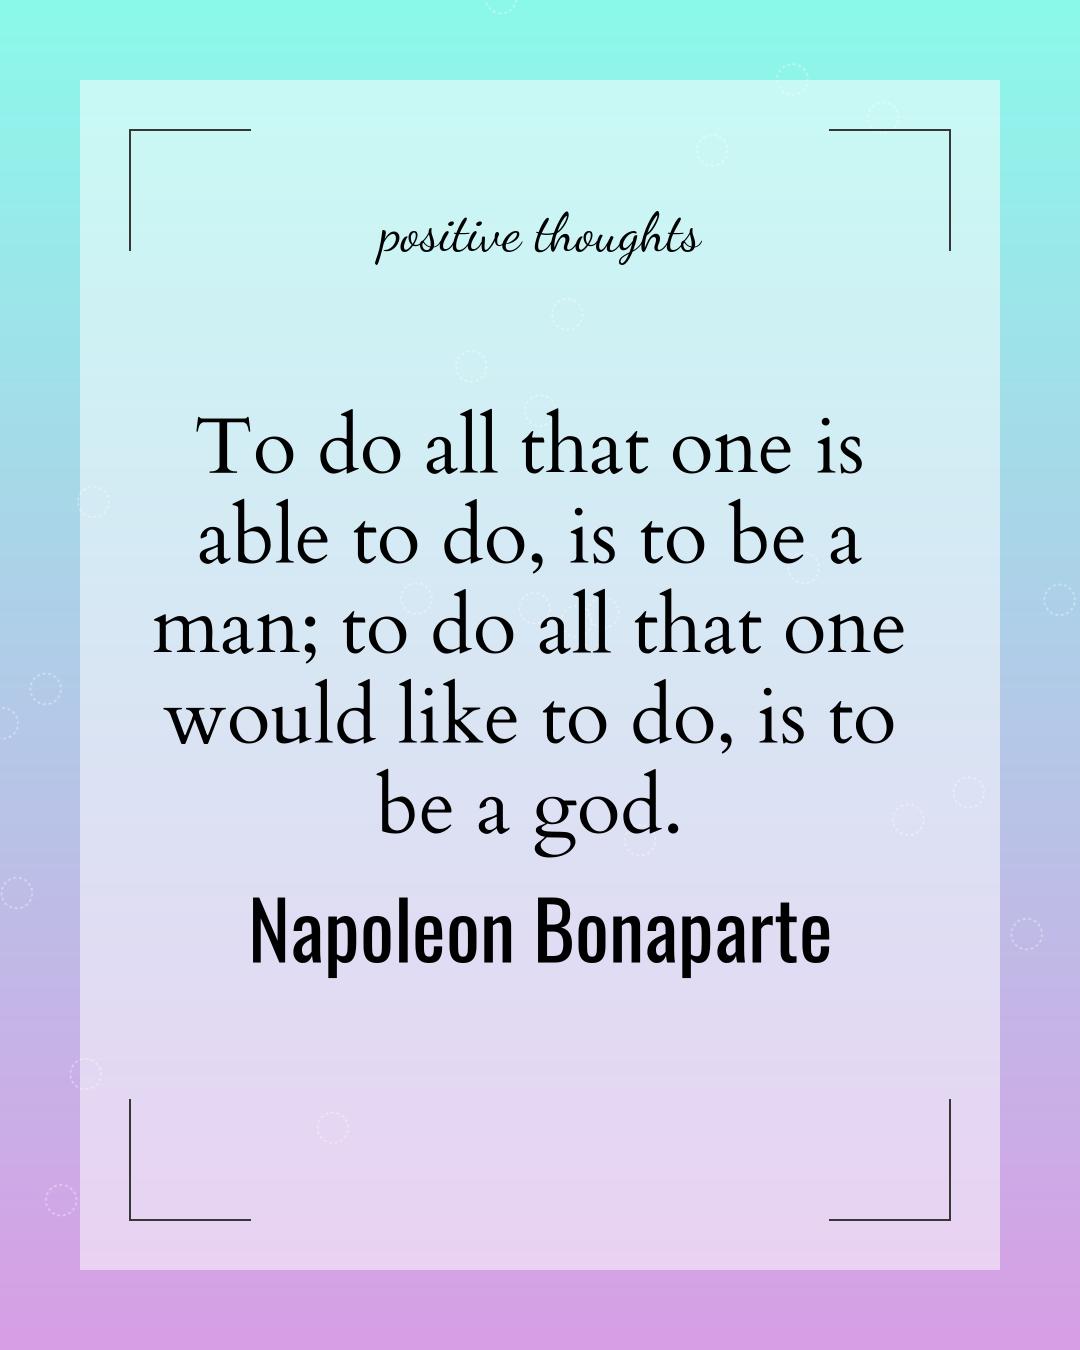 positive thoughts
To do all that one is
able to do, is to be a
man; to do all that one
would like to do, is to
be a god.
Napoleon Bonaparte